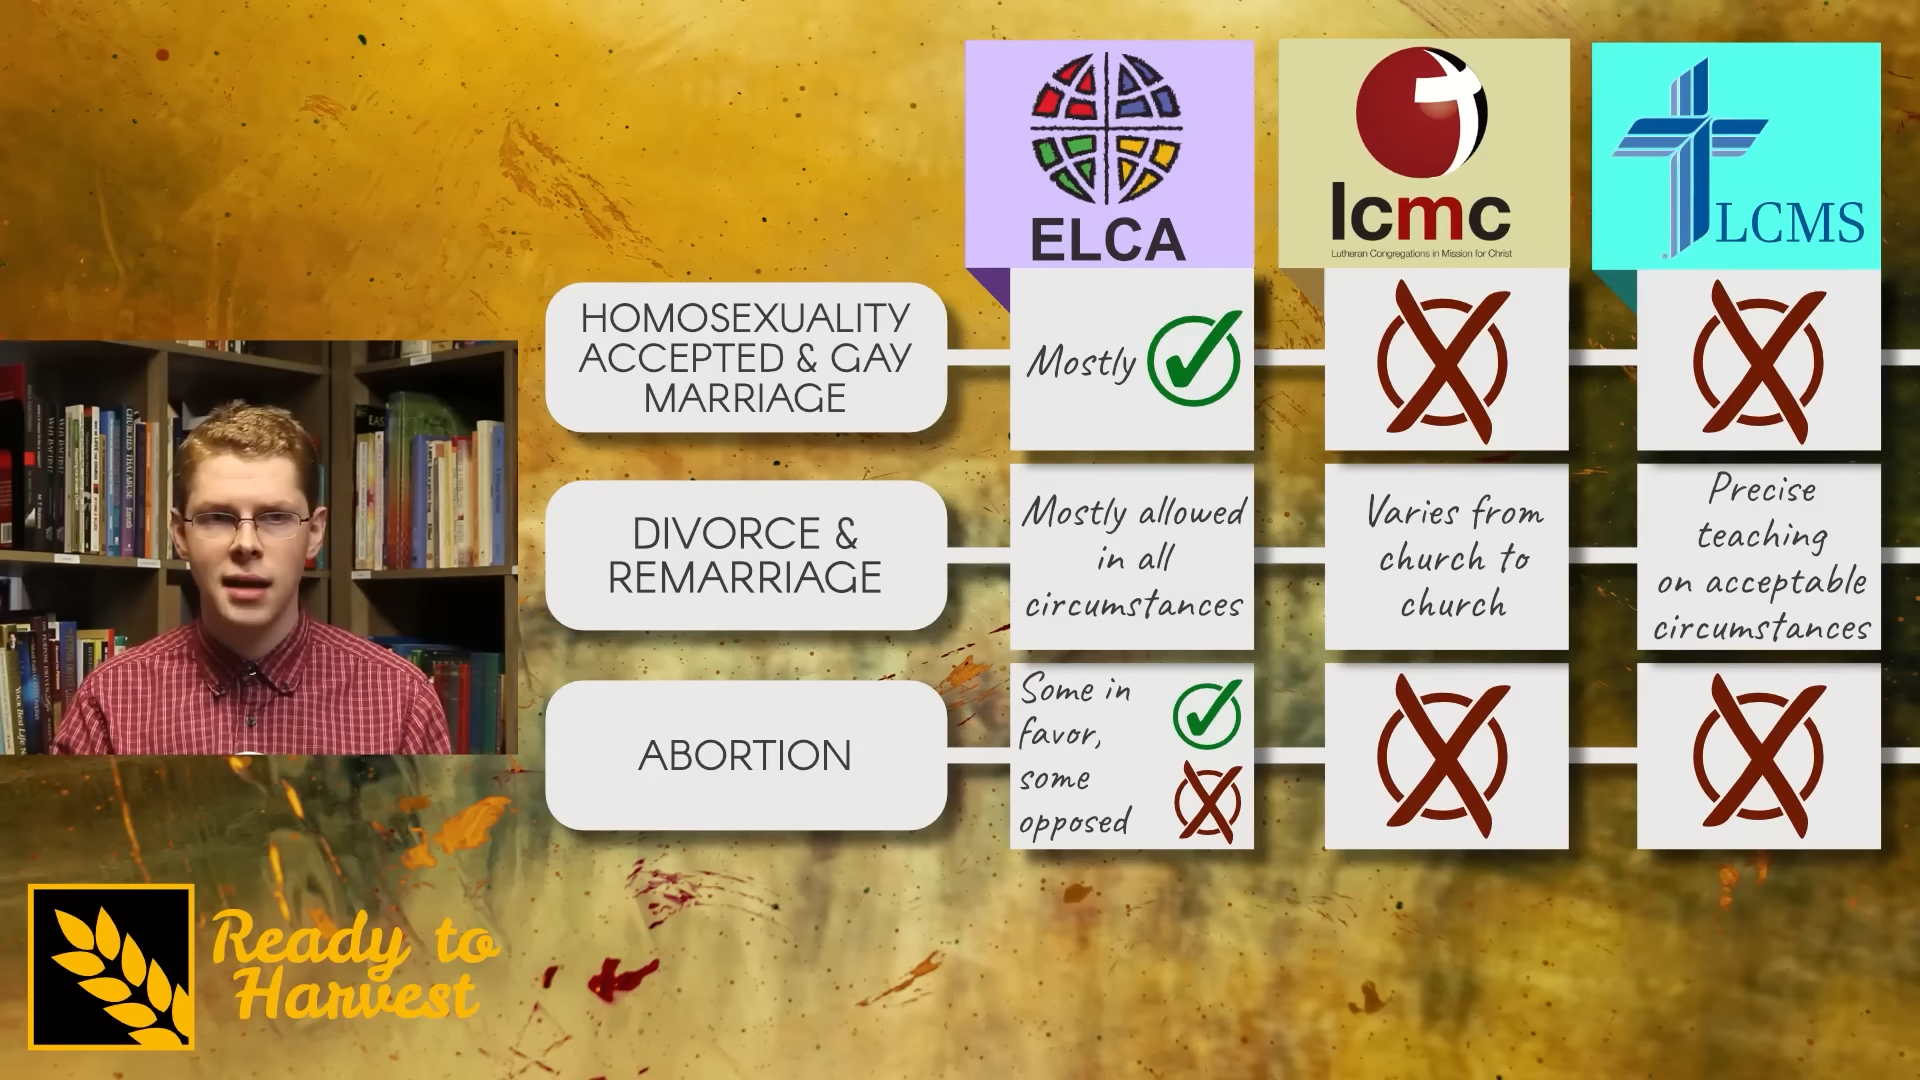 ELCA
lcmc
Lutheran Congregations in Mission for Christ
LCMS
HOMOSEXUALITY
ACCEPTED & GAY
MARRIAGE
Mostly
DIVORCE &
REMARRIAGE
Mostly allowed
in all
circumstances
Varies from
church to
church
Precise
teaching
on acceptable
circumstances
ABORTION
Some in
favor,
some
opposed
Ready to
Harvest